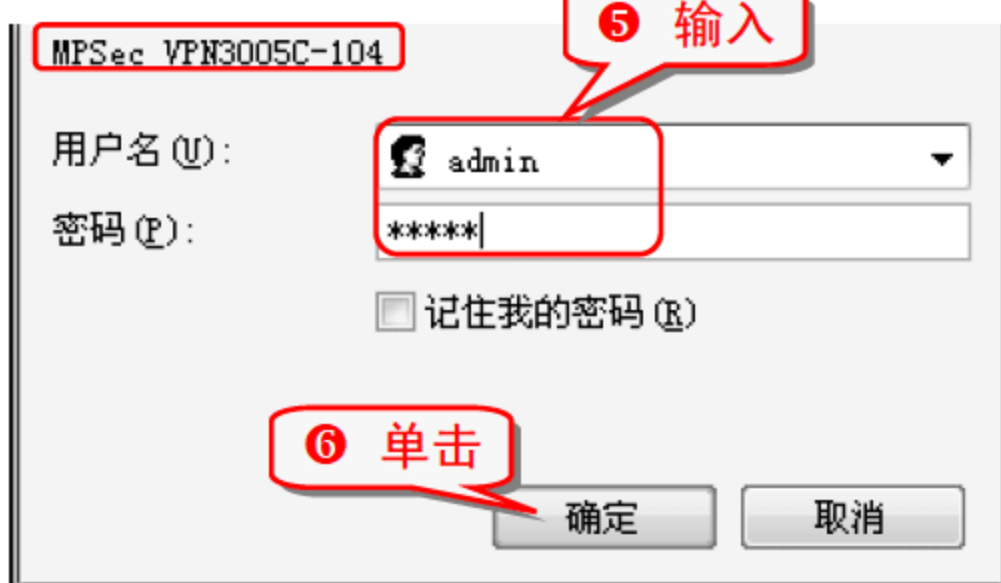 ❺ 输入
MPSec VPN3005C-104
用户名(U):
admin
密码(P):
*****
记住我的密码(R)
❻ 单击
确定
取消